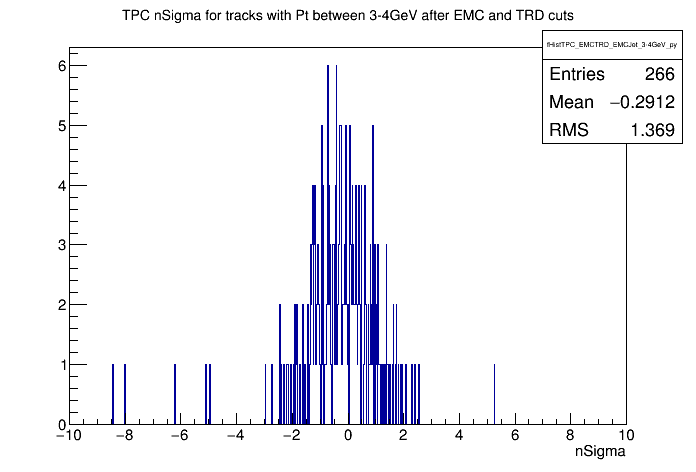 TPC nSigma for tracks with Pt between 3-4GeV after EMC and TRD cuts
fHistTPC_EMCTRD_EMCJet_3-4GeV_py
Entries 266
Mean −0.2912
RMS 1.369
6
5
4
3
2
1
0
−10 −8 −6 −4 −2 0 2 4 6 8 10
nSigma